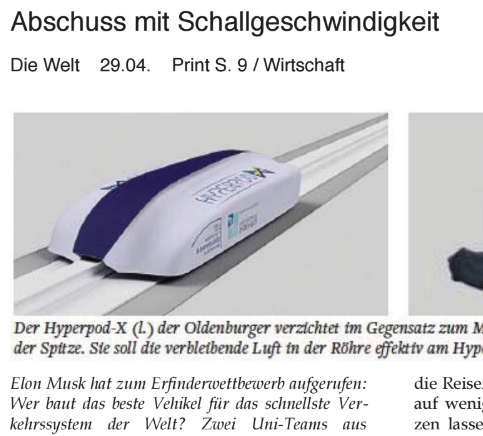 Abschuss mit Schallgeschwindigkeit
Die Welt 29.04. Print S. 9 / Wirtschaft
HYPERPOD X
Der Hyperpod-X (l.) der Oldenburger verzichtet im Gegensatz zum M
der Spitze. Sie soll die verbleibende Luft in der Röhre effektiv am Hyp
Elon Musk hat zum Erfinderwettbewerb aufgerufen:
Wer baut das beste Vehikel für das schnellste Ver-
kehrssystem der Welt? Zwei Uni-Teams aus
die Reise
auf wenig
zen lasse